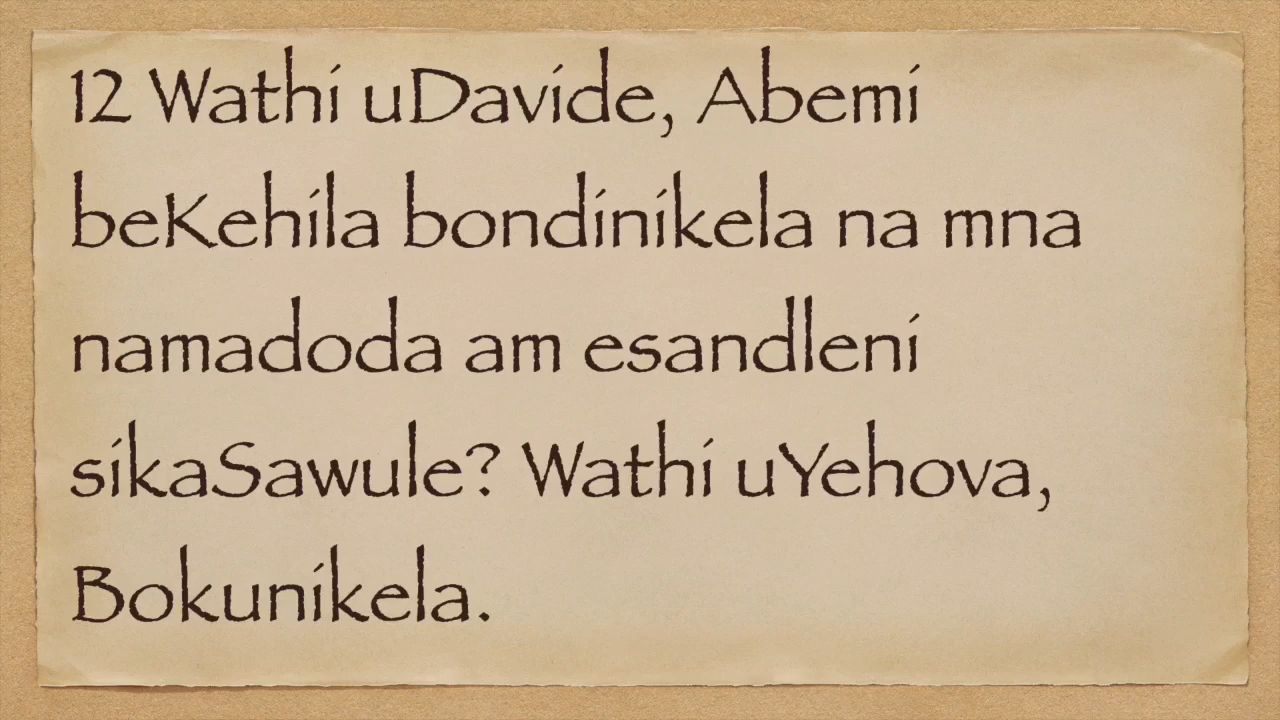 12 Wathi uDavide, Abemi
beKehila bondinikela na mna
namadoda am esandleni
sikaSawule? Wathi uYehova,
Bokunikela.